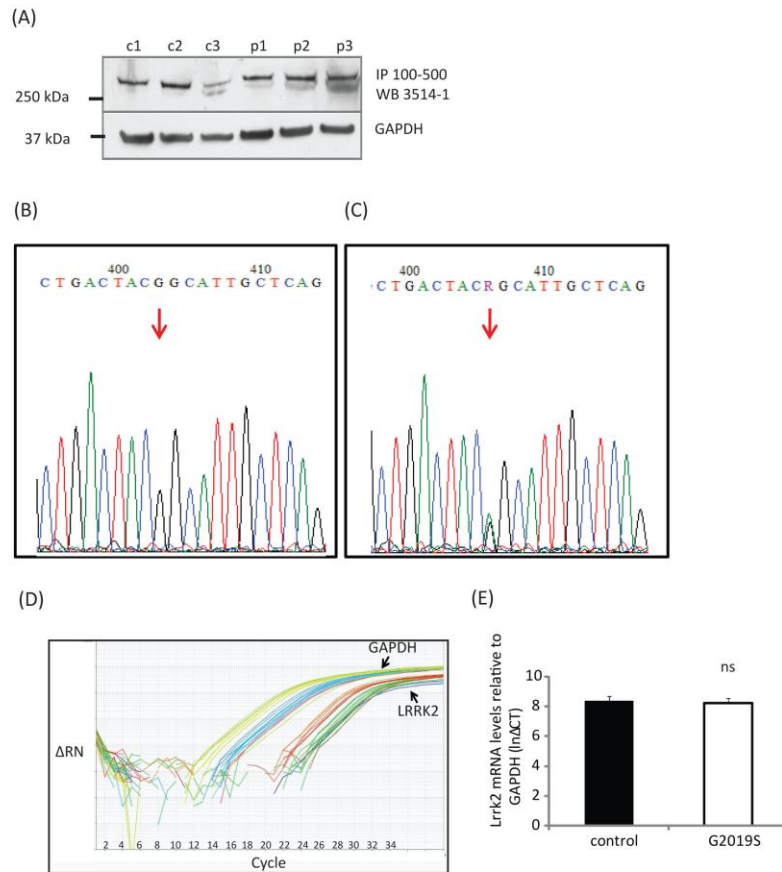 (A)
c1 c2 c3 p1 p2 p3
IP 100-500
WB 3514-1
250 kDa
37 kDa
GAPDH
(B)
400 410
C T G A C T A C G G C A T T G C T C A G
(C)
400 410
C T G A C T A C R G C A T T G C T C A G
(D)
GAPDH
LRRK2
ΔRN
2 4 6 8 10 12 14 16 18 20 22 24 26 28 30 32 34
Cycle
(E)
Lrrk2 mRNA levels relative to
GAPDH (lnΔCT)
10
8
6
4
2
0
ns
control G2019S